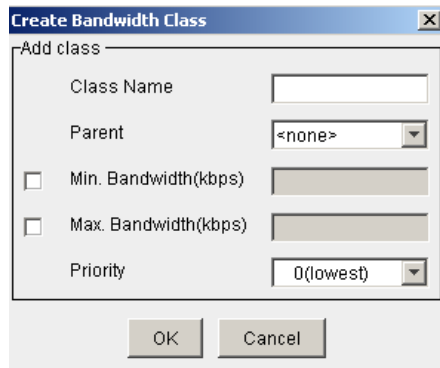 Create Bandwidth Class
Add class
Class Name
Parent <none>
Min. Bandwidth(kbps)
Max. Bandwidth(kbps)
Priority 0(lowest)
OK Cancel